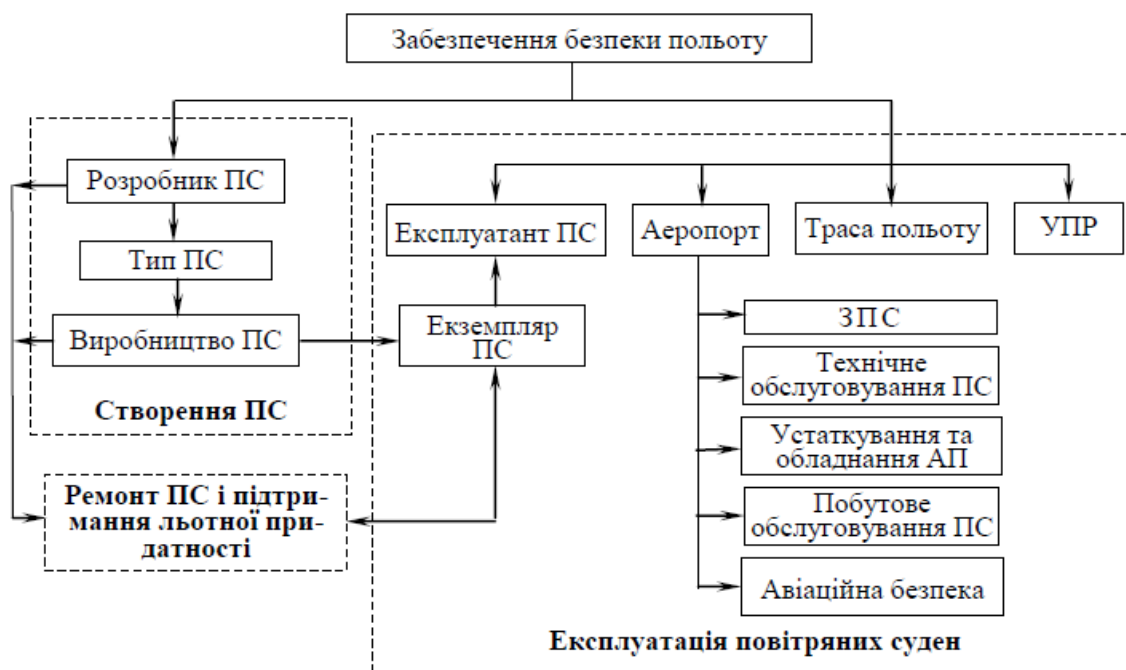 Забезпечення безпеки польоту
Розробник ПС
Тип ПС
Виробництво ПС
Створення ПС
Ремонт ПС і підтри-
мання льотної при-
датності
Експлуатант ПС
Аеропорт
Траса польоту
УПР
Екземпляр
ПС
ЗПС
Технічне
обслуговування ПС
Устаткування та
обладнання АП
Побутове
обслуговування ПС
Авіаційна безпека
Експлуатація повітряних суден